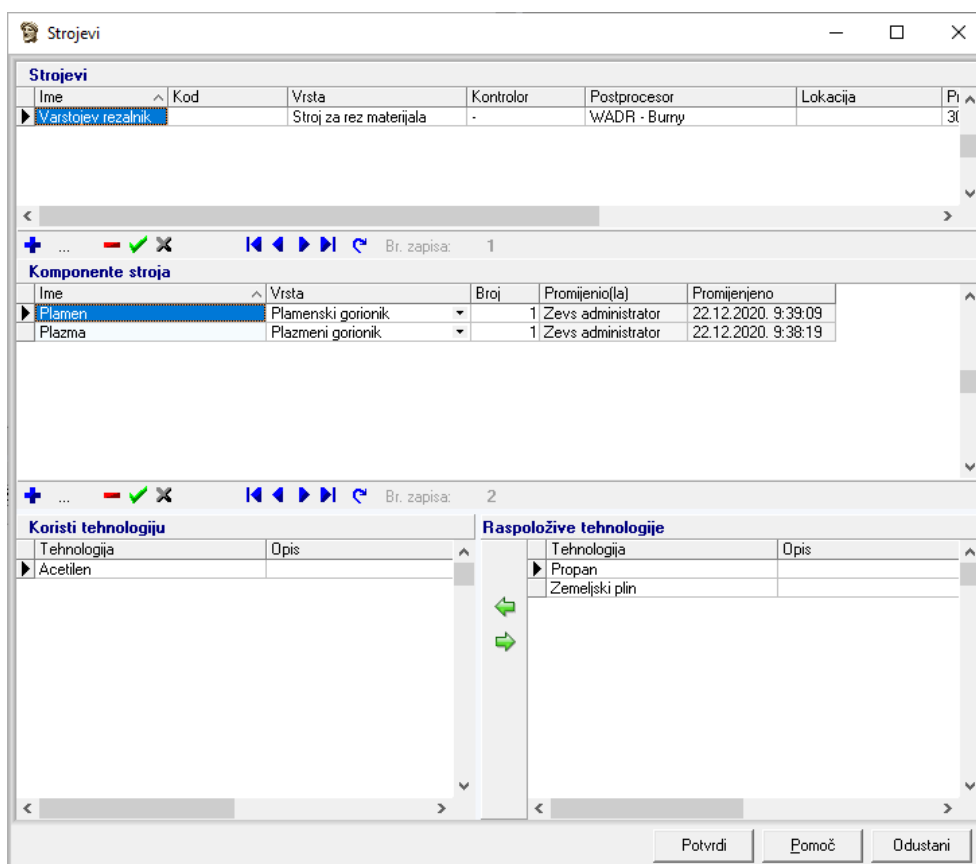 Strojevi
Strojevi
Ime Kod Vrsta Kontrolor Postprocesor Lokacija
Varstojev rezalnik Stroj za rez materijala - WADR - Burny 30
... Br. zapisa: 1
Komponente stroja
Ime Vrsta Broj Promijenio(la) Promijenjeno
Plamen Plamenski gorionik 1 Zevs administrator 22.12.2020. 9:39:09
Plazma Plazmeni gorionik 1 Zevs administrator 22.12.2020. 9:38:19
... Br. zapisa: 2
Koristi tehnologiju Raspoložive tehnologije
Tehnologija Opis Tehnologija Opis
Acetilen Propan
Zemeljski plin
Potvrdi Pomoč Odustani